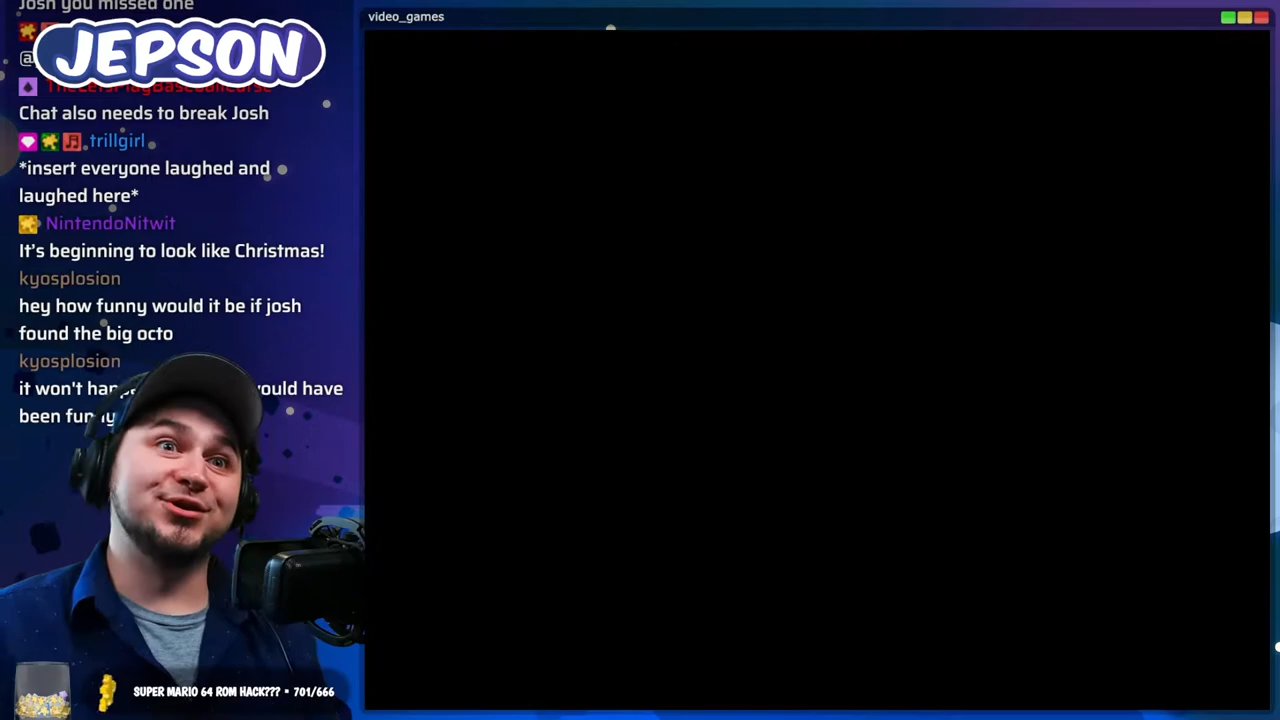 Josh you missed one
JEPSON
@
Chat also needs to break Josh
trillgirl
*insert everyone laughed and
laughed here*
NintendoNitwit
It's beginning to look like Christmas!
kyosplosion
hey how funny would it be if josh
found the big octo
kyosplosion
it won't would have
been funny
SUPER MARIO 64 ROM HACK??? • 701/666
video_games